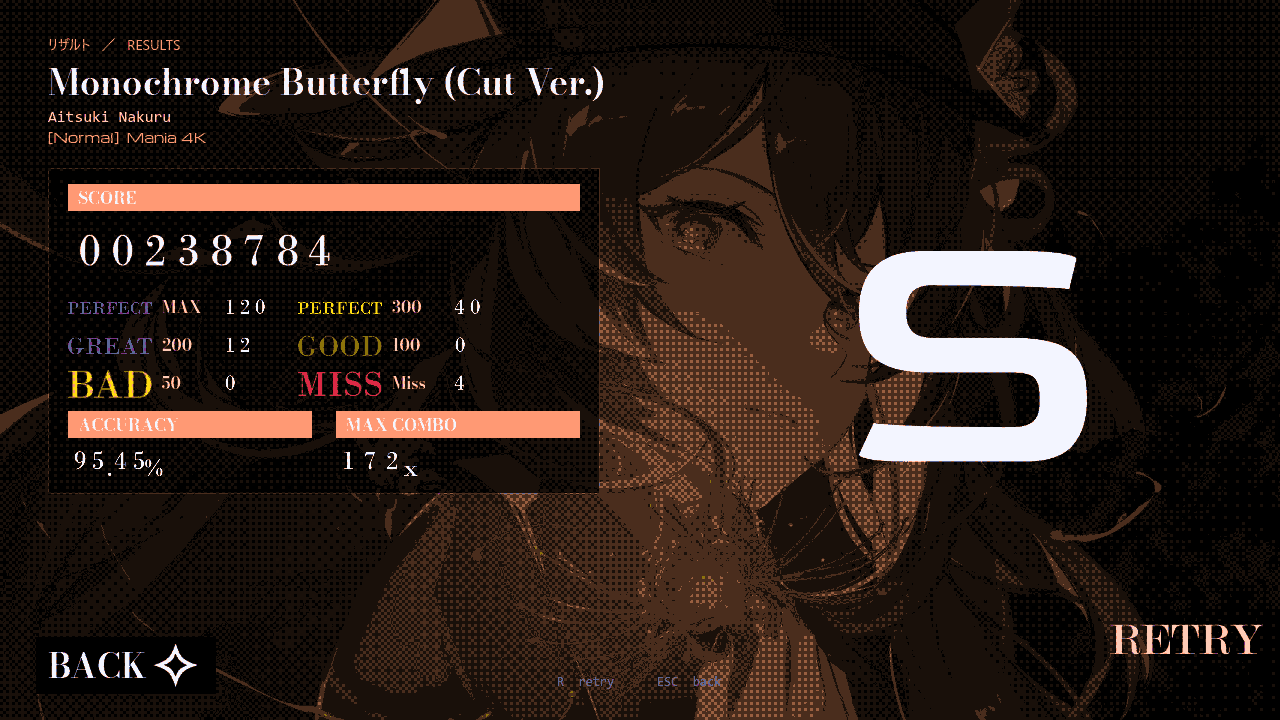 リザルト ／ RESULTS
Monochrome Butterfly (Cut Ver.)
Aitsuki Nakuru
[Normal] Mania 4K
SCORE
00238784
PERFECT MAX 120 PERFECT 300 40
GREAT 200 12 GOOD 100 0
BAD 50 0 MISS Miss 4
ACCURACY MAX COMBO
95.45% 172x
S
RETRY
BACK
R retry ESC back